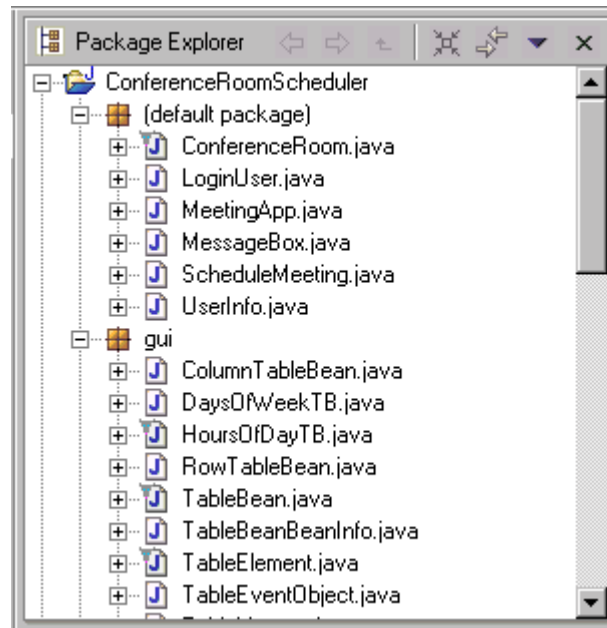 Package Explorer
ConferenceRoomScheduler
(default package)
ConferenceRoom.java
LoginUser.java
MeetingApp.java
MessageBox.java
ScheduleMeeting.java
UserInfo.java
gui
ColumnTableBean.java
DaysOfWeekTB.java
HoursOfDayTB.java
RowTableBean.java
TableBean.java
TableBeanBeanInfo.java
TableElement.java
TableEventObject.java